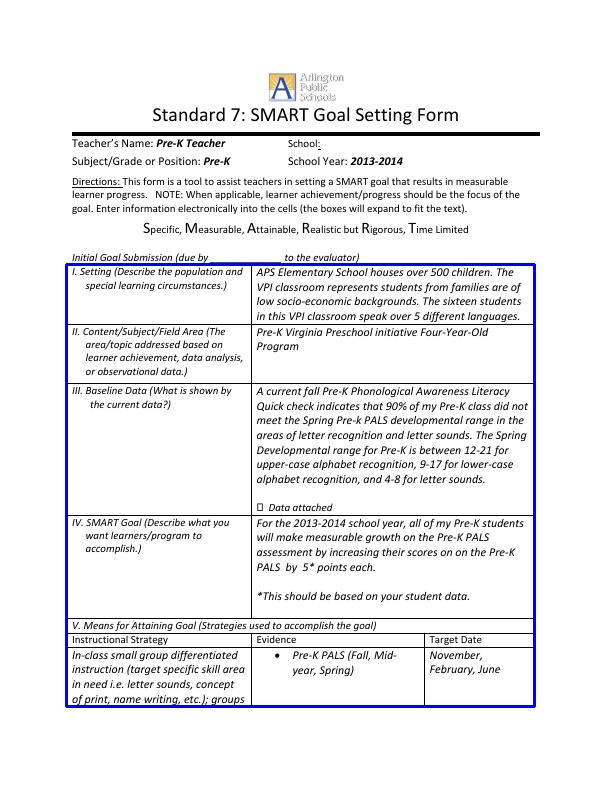 Arlington
Public
Schools
Standard 7: SMART Goal Setting Form
Teacher's Name: Pre-K Teacher School:
Subject/Grade or Position: Pre-K School Year: 2013-2014
Directions: This form is a tool to assist teachers in setting a SMART goal that results in measurable
learner progress. NOTE: When applicable, learner achievement/progress should be the focus of the
goal. Enter information electronically into the cells (the boxes will expand to fit the text).
Specific, Measurable, Attainable, Realistic but Rigorous, Time Limited
Initial Goal Submission (due by ______________ to the evaluator)
I. Setting (Describe the population and
special learning circumstances.)
APS Elementary School houses over 500 children. The
VPI classroom represents students from families are of
low socio-economic backgrounds. The sixteen students
in this VPI classroom speak over 5 different languages.
II. Content/Subject/Field Area (The
area/topic addressed based on
learner achievement, data analysis,
or observational data.)
Pre-K Virginia Preschool initiative Four-Year-Old
Program
III. Baseline Data (What is shown by
the current data?)
A current fall Pre-K Phonological Awareness Literacy
Quick check indicates that 90% of my Pre-K class did not
meet the Spring Pre-k PALS developmental range in the
areas of letter recognition and letter sounds. The Spring
Developmental range for Pre-K is between 12-21 for
upper-case alphabet recognition, 9-17 for lower-case
alphabet recognition, and 4-8 for letter sounds.
☐ Data attached
IV. SMART Goal (Describe what you
want learners/program to
accomplish.)
For the 2013-2014 school year, all of my Pre-K students
will make measurable growth on the Pre-K PALS
assessment by increasing their scores on on the Pre-K
PALS by 5* points each.
*This should be based on your student data.
V. Means for Attaining Goal (Strategies used to accomplish the goal)
Instructional Strategy Evidence Target Date
In-class small group differentiated
instruction (target specific skill area
in need i.e. letter sounds, concept
of print, name writing, etc.); groups
• Pre-K PALS (Fall, Mid-
year, Spring)
November,
February, June